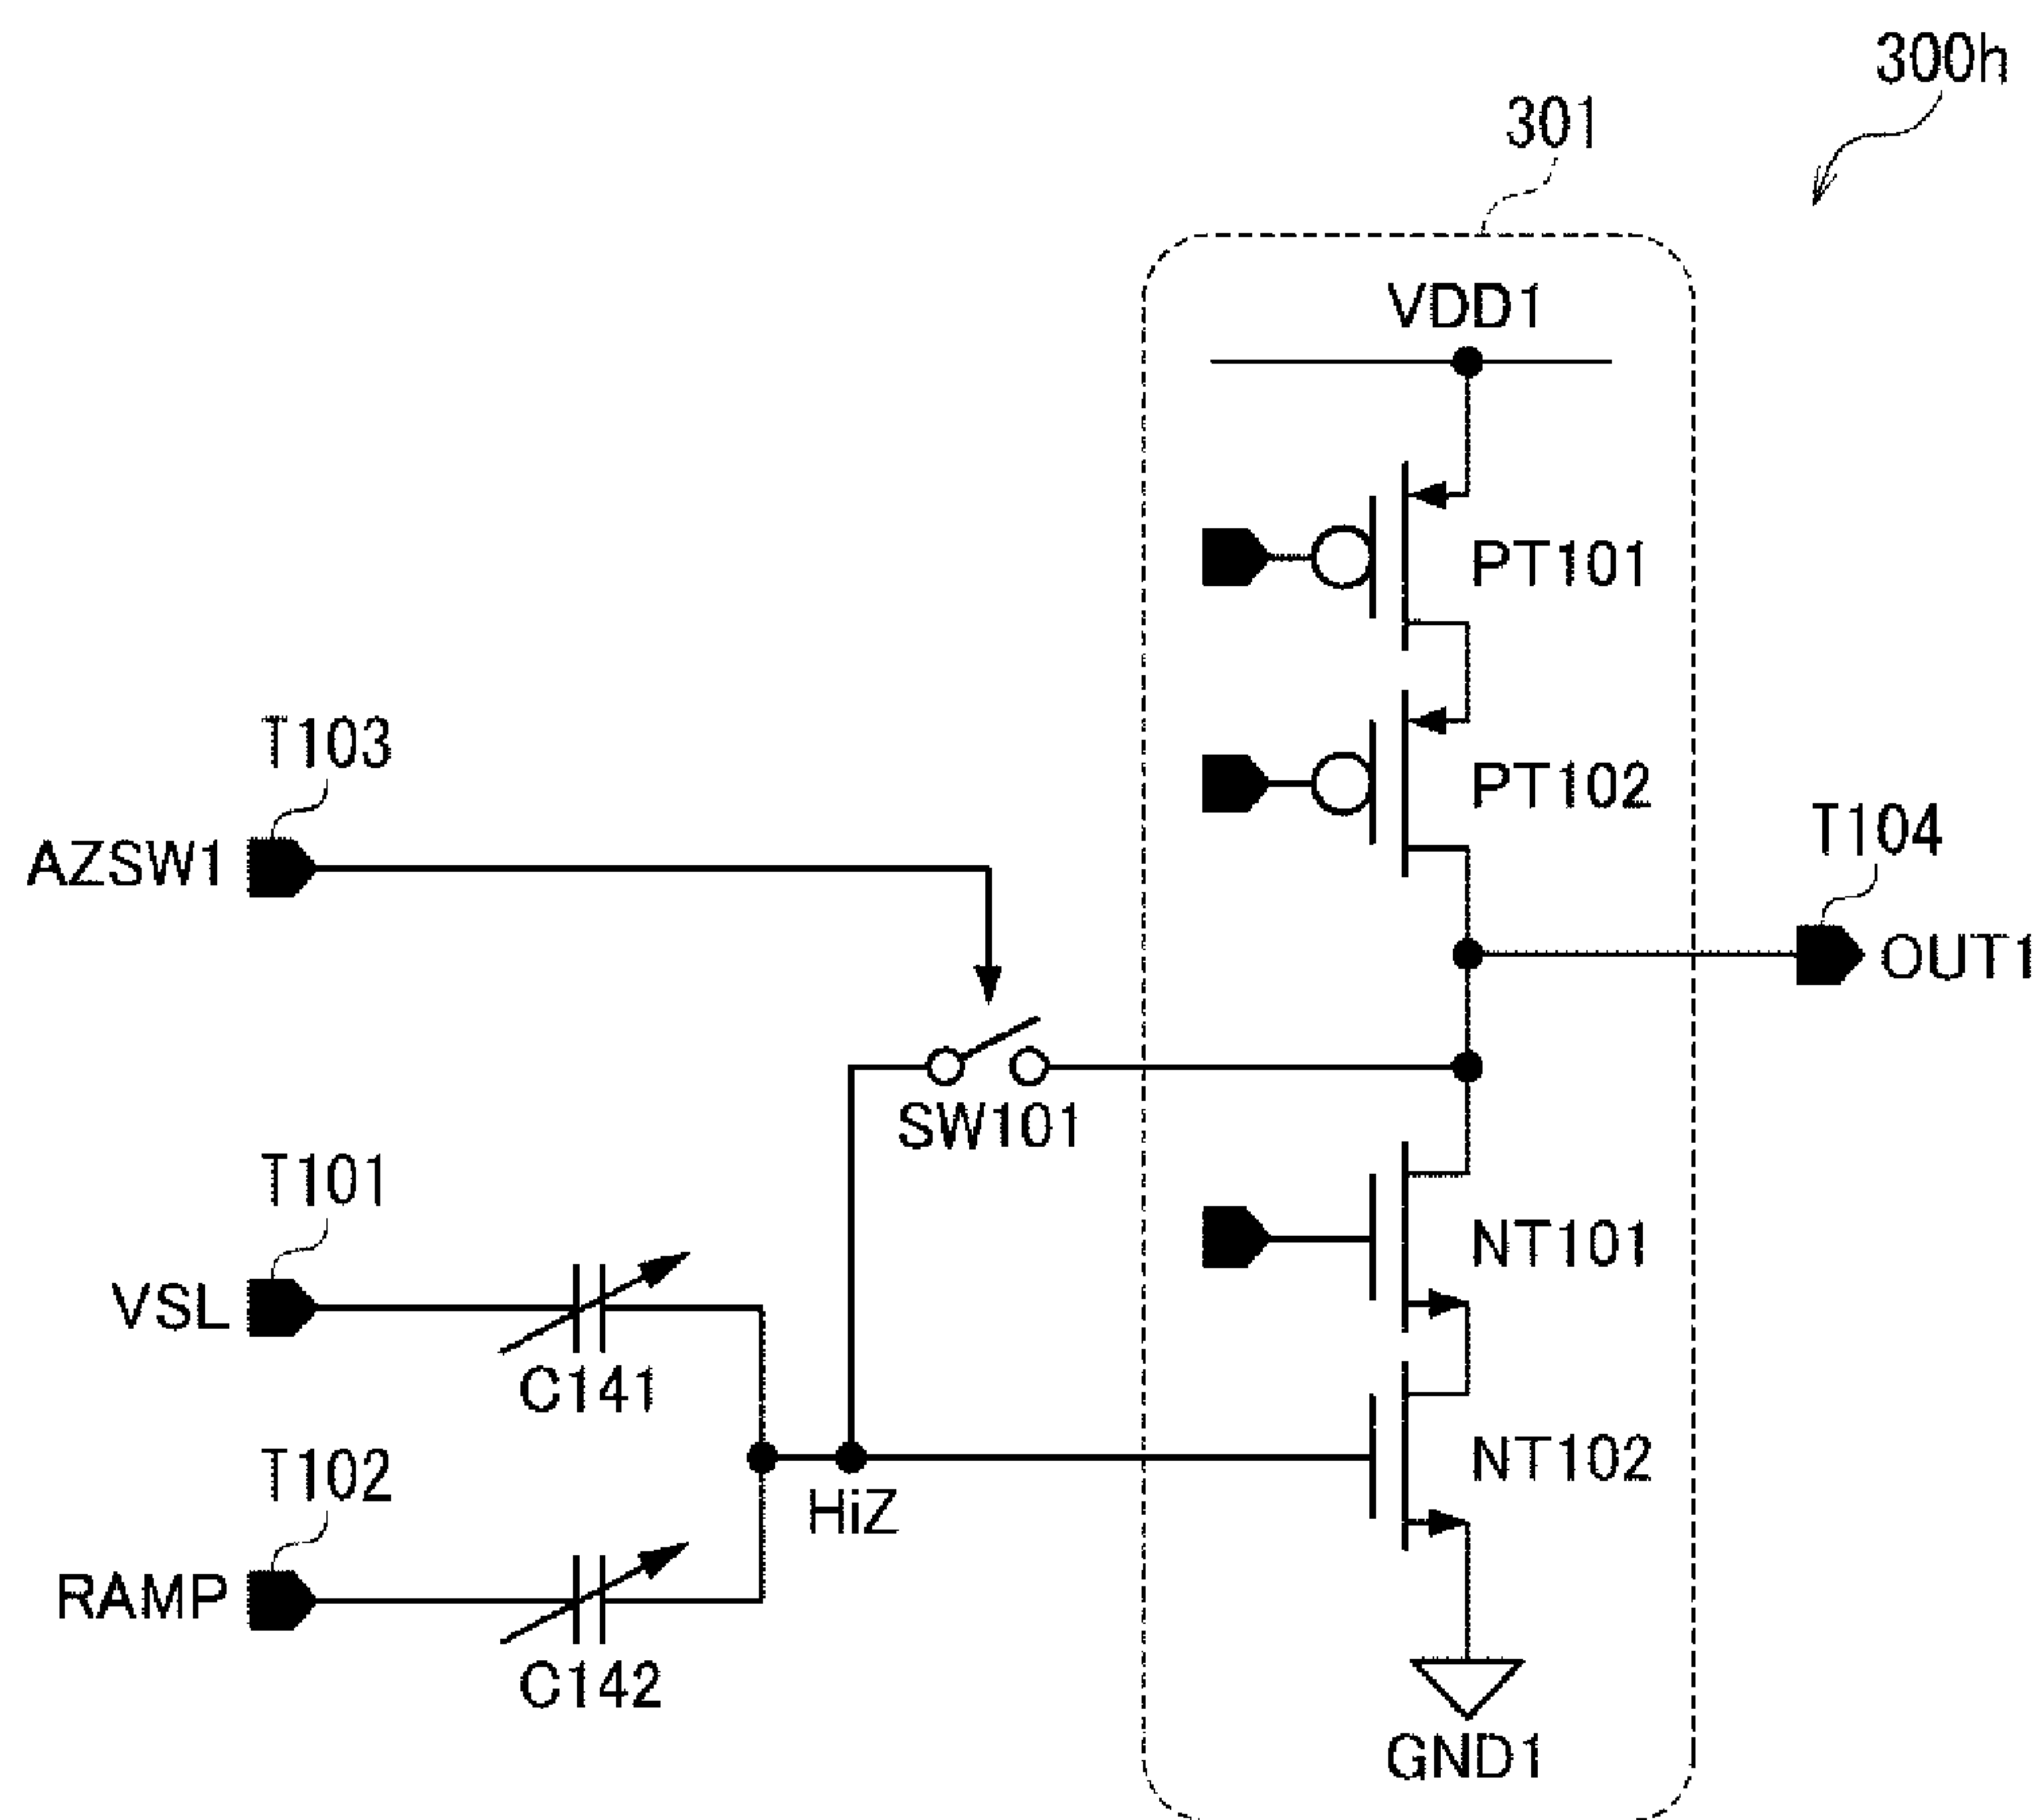 300h
301
VDD1
PT101
T103
PT102
T104
AZSW1
OUT1
SW101
T101
NT101
VSL
C141
T102
NT102
HiZ
RAMP
C142
GND1